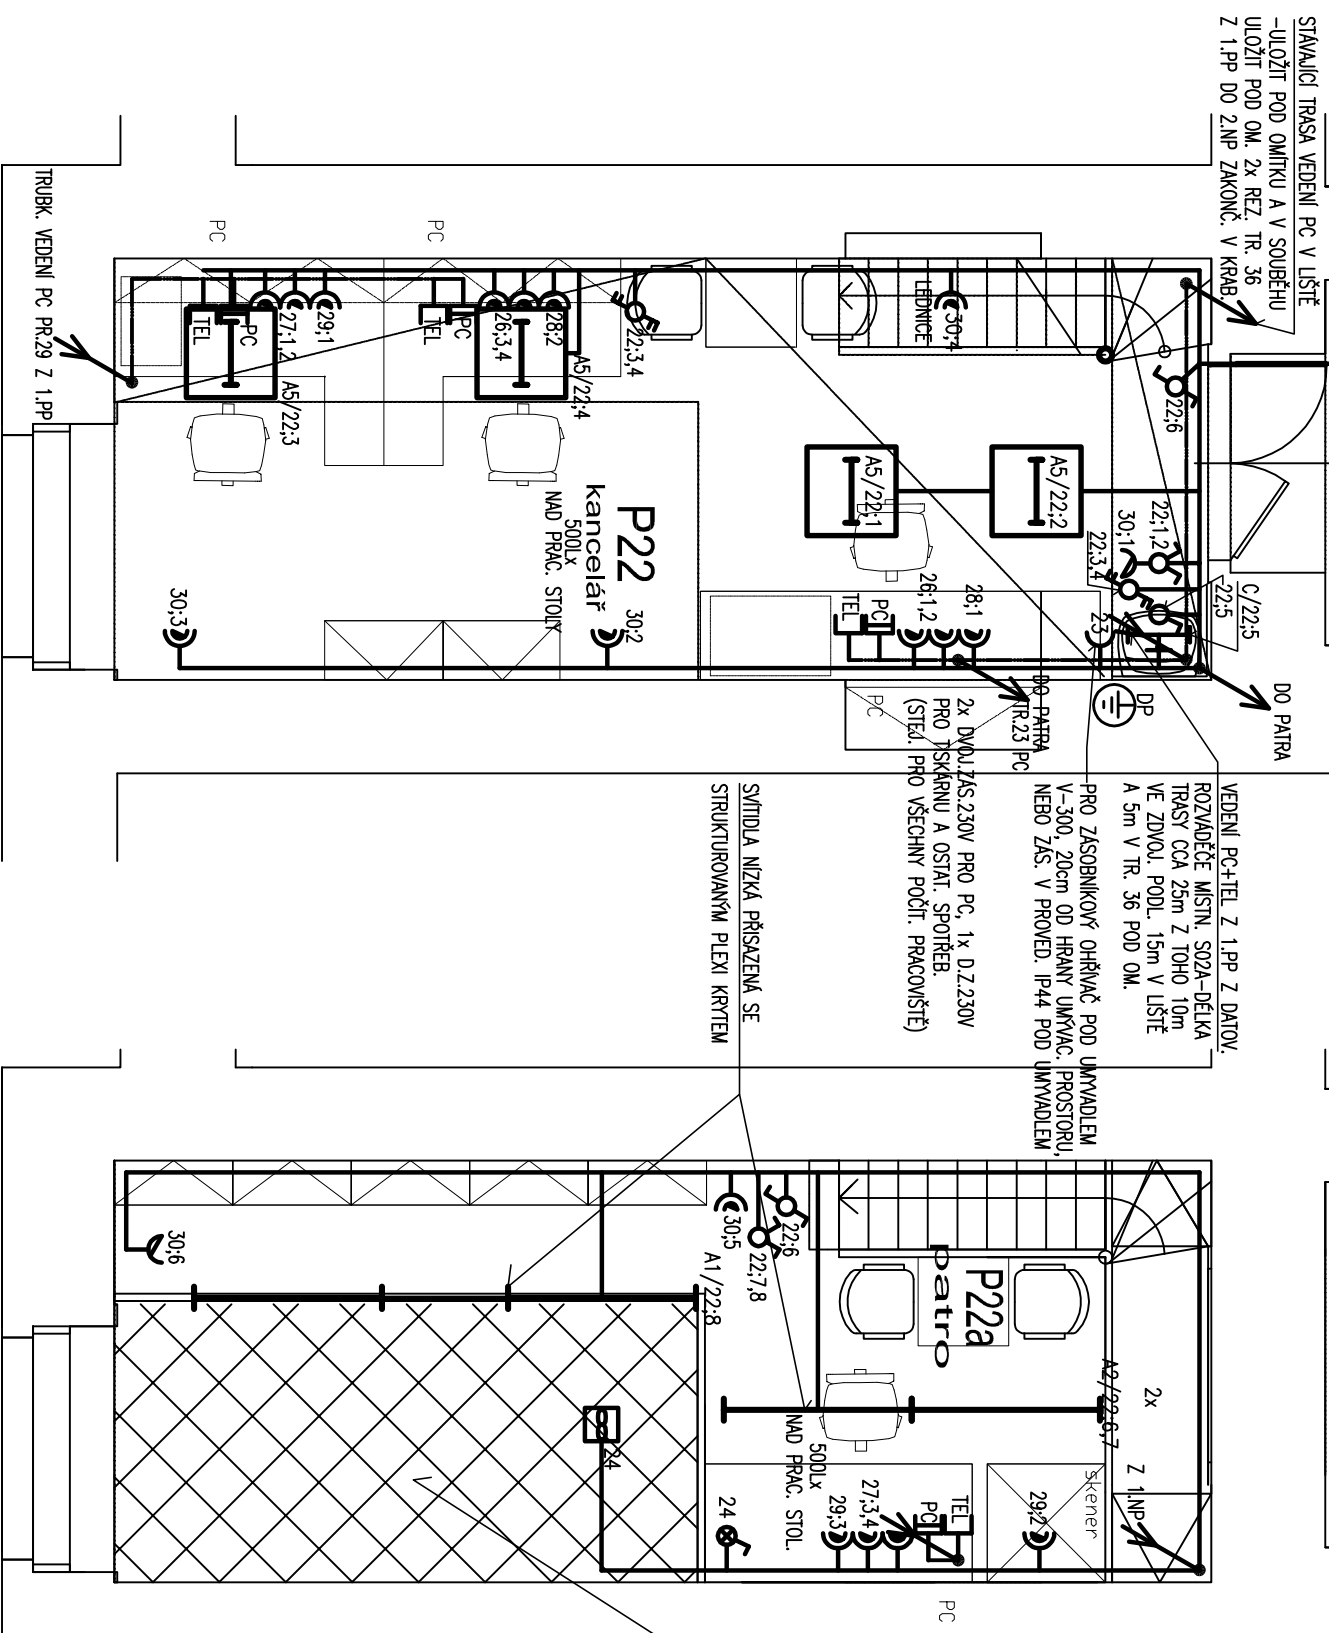 STÁVAJÍCÍ TRASA VEDENÍ PC V LIŠTĚ
-ULOŽIT POD OMÍTKU A V SOUBĚHU
ULOŽIT POD OM. 2x REZ. TR. 36
Z 1.PP DO 2.NP ZAKONČ. V KRAB.
TRUBK. VEDENÍ PC PR.29 Z 1.PP
PC
PC
LEDNICE
30;4
22;6
TEL
PC
27;1,2
29;1
A5/22;3
TEL
PC
26;3,4
28;2
A5/22;4
22;3,4
A5/22;1
A5/22;2
22;1,2
30;1
22;3,4
C/22;5
22;5
23
P22
kancelář
500Lx
NAD PRAC. STOLY
30;3
30;2
TEL
PC
26;1,2
28;1
DO PATRA
TR.23 PC
DP
DO PATRA
PC
VEDENÍ PC+TEL Z 1.PP Z DATOV.
ROZVÁDĚČE MÍSTN. S02A-DÉLKA
TRASY CCA 25m Z TOHO 10m
VE ZDVOJ. PODL. 15m V LIŠTĚ
A 5m V TR. 36 POD OM.
PRO ZÁSOBNÍKOVÝ OHŘÍVAČ POD UMYVADLEM
V-300, 20cm OD HRANY UMÝVAC. PROSTORU,
NEBO ZÁS. V PROVED. IP44 POD UMYVADLEM
2x DVOJ.ZÁS.230V PRO PC, 1x D.Z.230V
PRO TISKÁRNU A OSTAT. SPOTŘEB.
(STEJ. PRO VŠECHNY POČÍT. PRACOVIŠTĚ)
SVÍTIDLA NÍZKÁ PŘISAZENÁ SE
STRUKTUROVANÝM PLEXI KRYTEM
30;6
30;5
22;7,8
22;6
A1/22;8
P22a
patro
2x
A2/22;6,7
Z 1.NP
500Lx
NAD PRAC. STOL.
24
24
29;3
27;3,4
PC
TEL
29;2
skener
PC